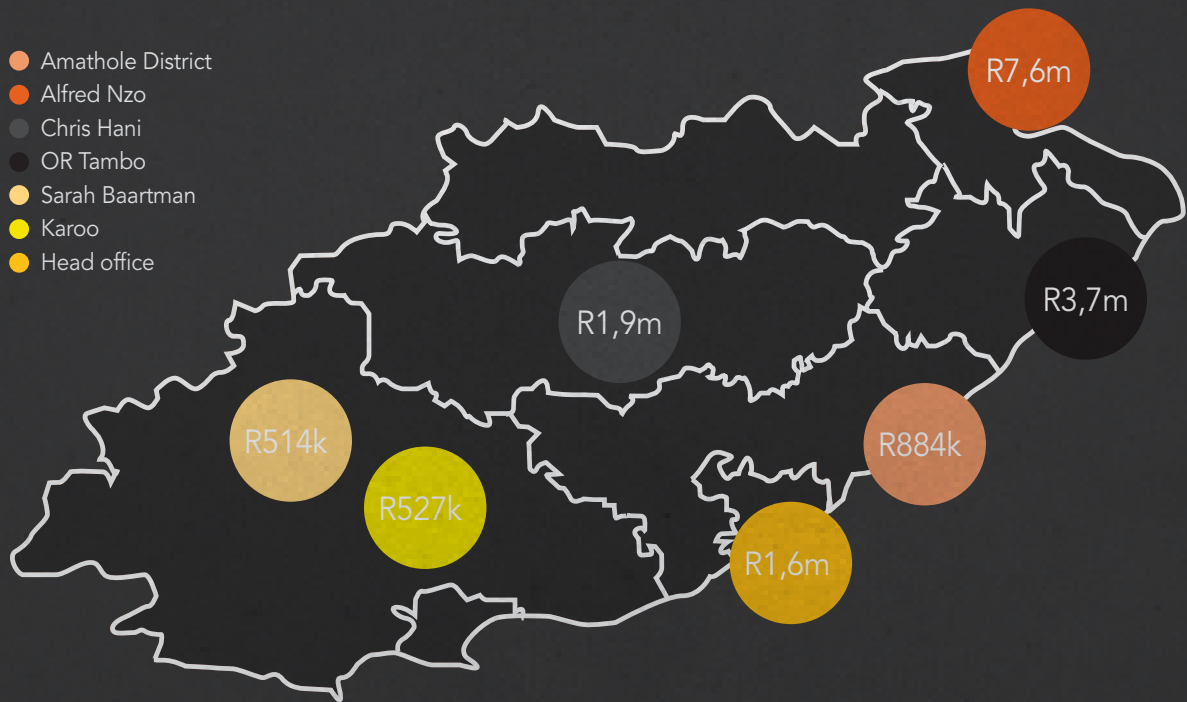 Amathole District
Alfred Nzo
Chris Hani
OR Tambo
Sarah Baartman
Karoo
Head office
R7,6m
R3,7m
R1,9m
R884k
R514k
R527k
R1,6m